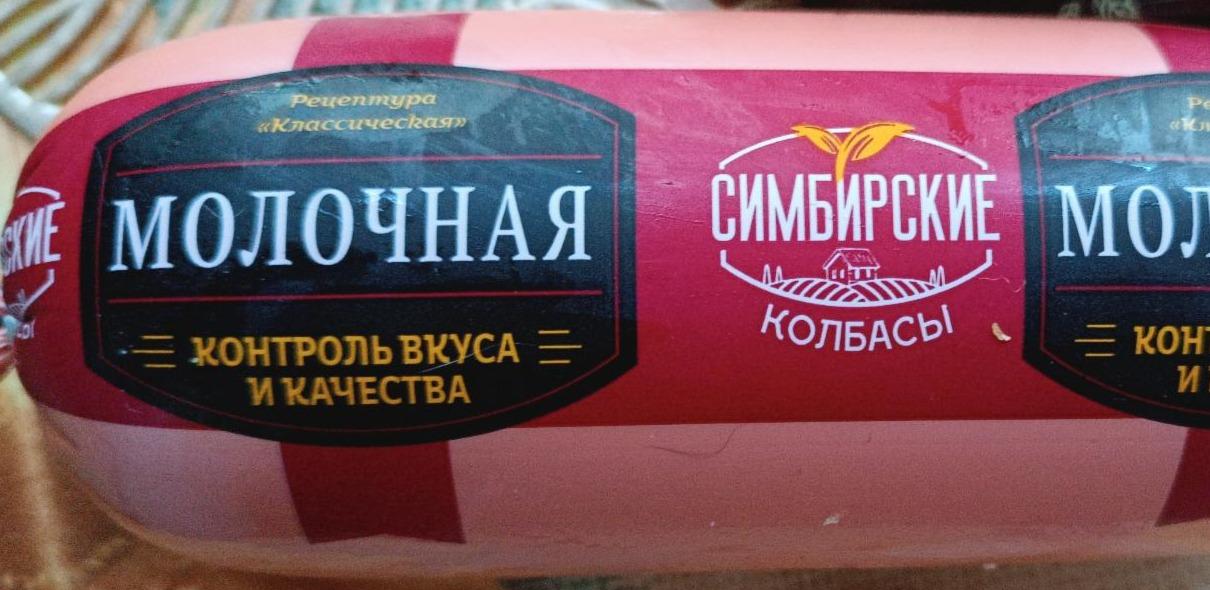 Рецептура
«Классическая»
МОЛОЧНАЯ
КОНТРОЛЬ ВКУСА
И КАЧЕСТВА
СИМБИРСКИЕ
КОЛБАСЫ